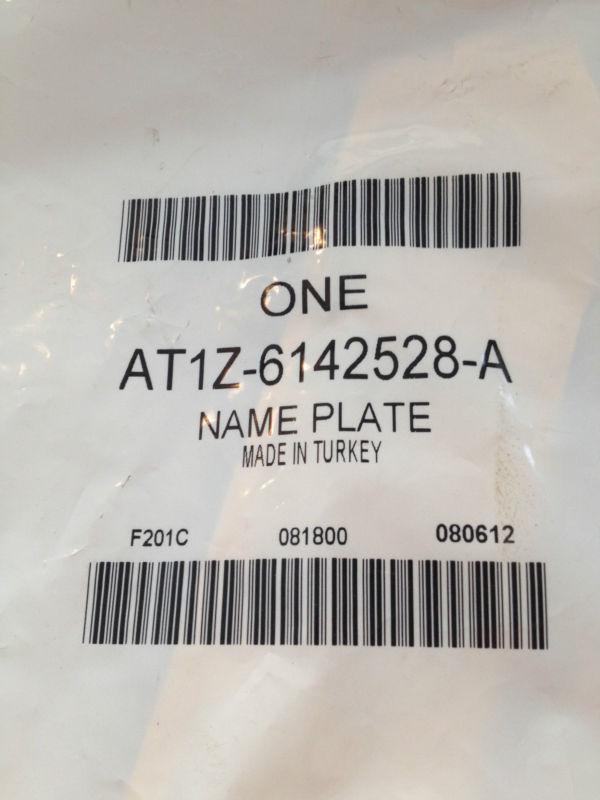 ONE
AT1Z-6142528-A
NAME PLATE
MADE IN TURKEY
F201C 081800 080612